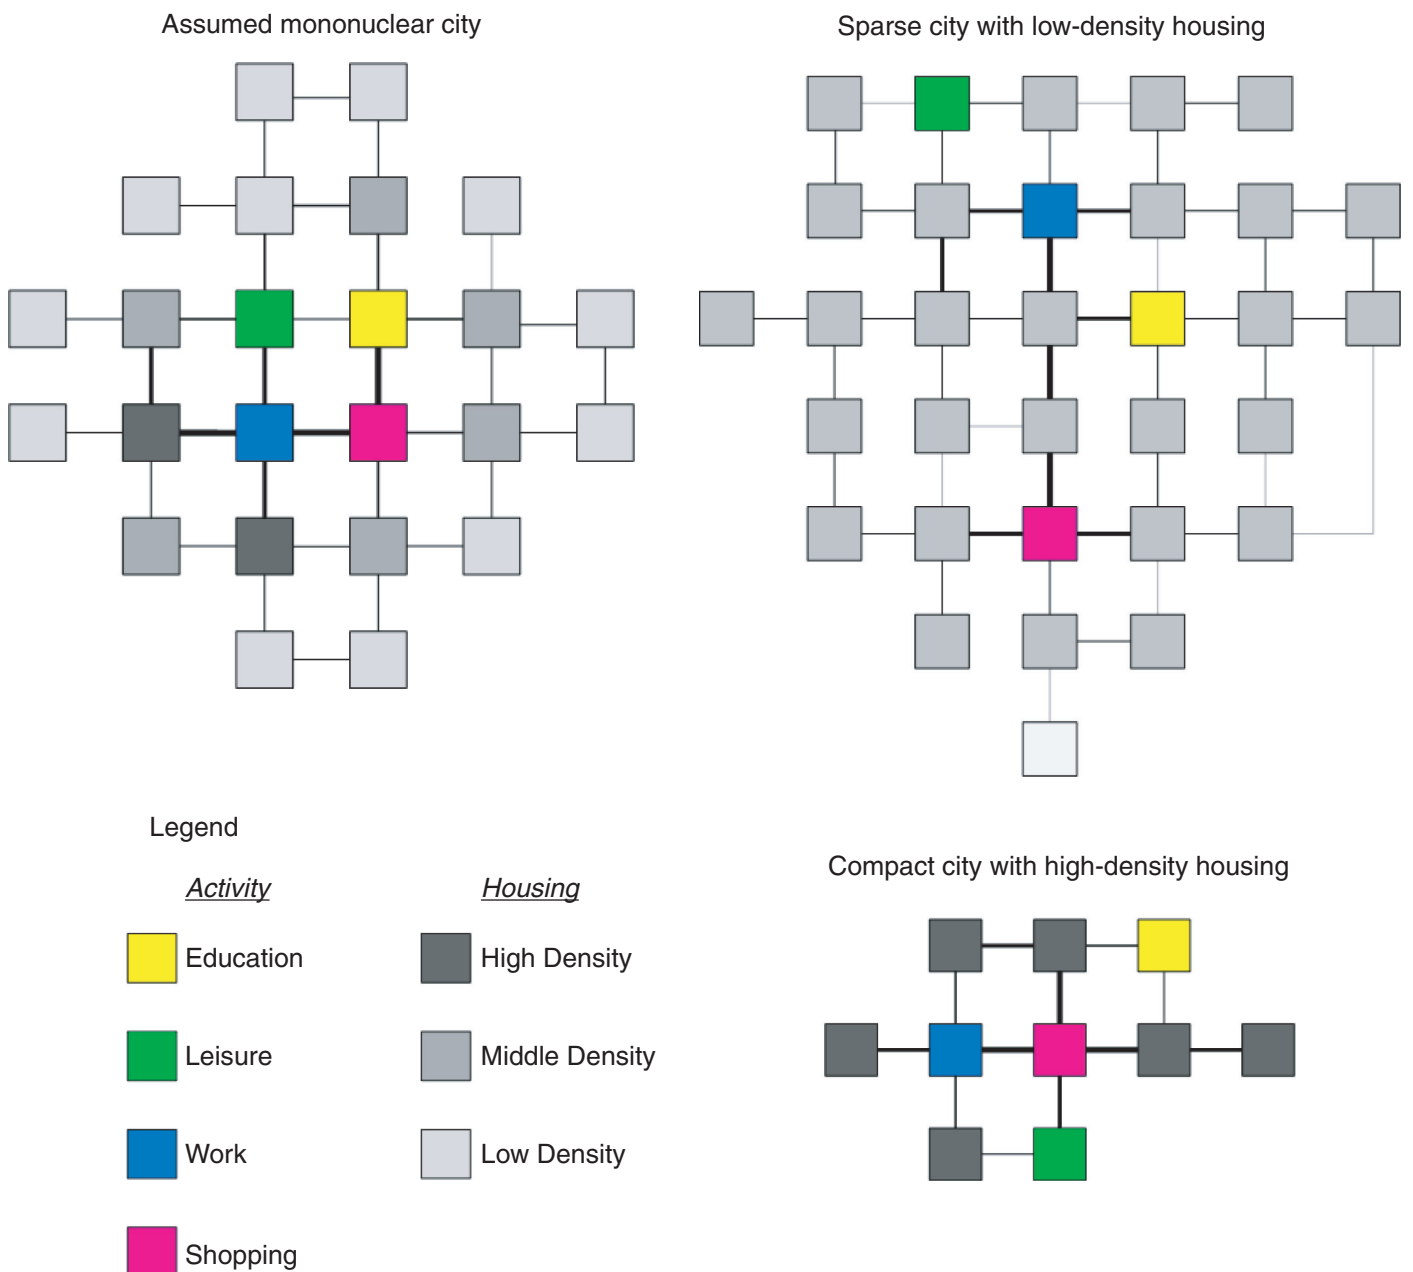 Assumed mononuclear city
Sparse city with low-density housing
Legend
Activity
Housing
Education
High Density
Leisure
Middle Density
Work
Low Density
Shopping
Compact city with high-density housing